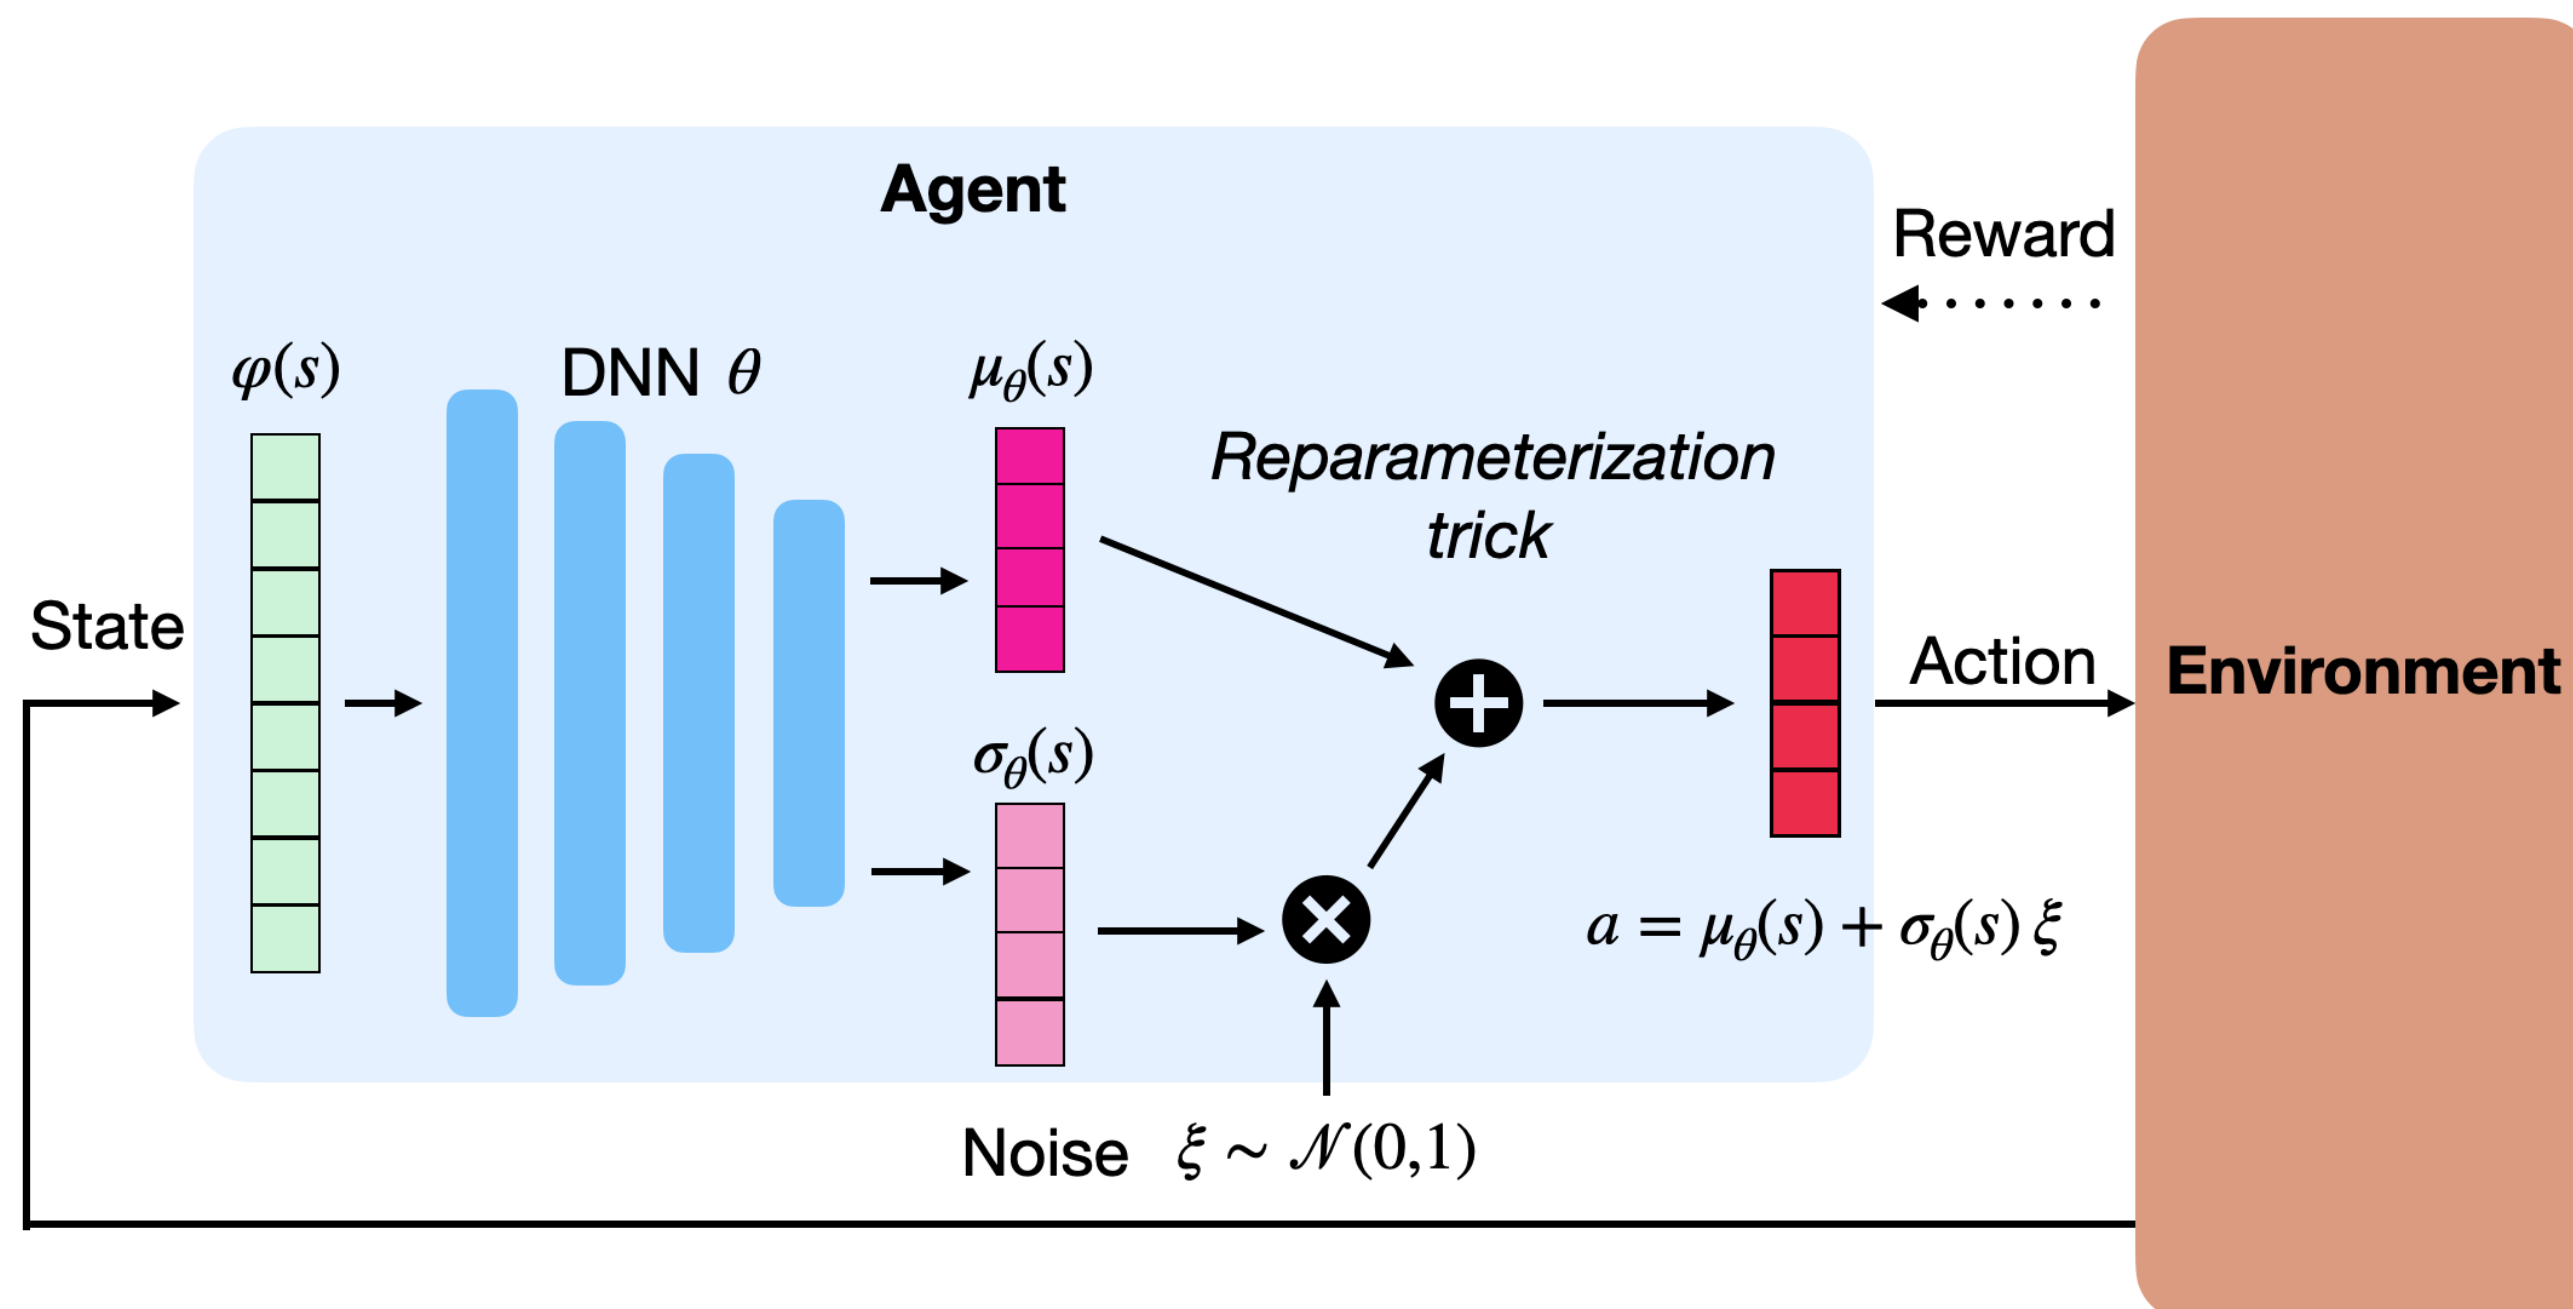 Agent
Reward
φ(s)
DNN θ
μθ(s)
Reparameterization
trick
State
Action
Environment
σθ(s)
a = μθ(s) + σθ(s) ξ
Noise ξ ~ 𝒩(0,1)